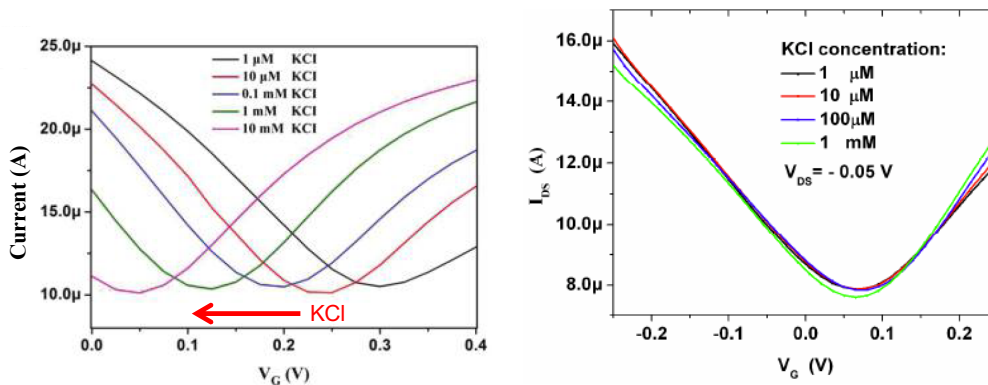 25.0μ
20.0μ
15.0μ
10.0μ
Current (A)
1 μM KCl
10 μM KCl
0.1 mM KCl
1 mM KCl
10 mM KCl
KCl
0.0 0.1 0.2 0.3 0.4
V_G (V)
16.0μ
14.0μ
12.0μ
10.0μ
8.0μ
I_DS (A)
KCl concentration:
1 μM
10 μM
100μM
1 mM
V_DS= - 0.05 V
-0.2 -0.1 0.0 0.1 0.2
V_G (V)